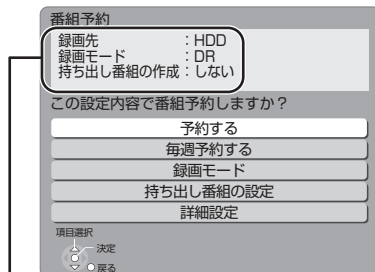 番組予約
録画先　　　　　：HDD
録画モード　　　：DR
持ち出し番組の作成：しない
この設定内容で番組予約しますか？
予約する
毎週予約する
録画モード
持ち出し番組の設定
詳細設定
項目選択
決定
戻る